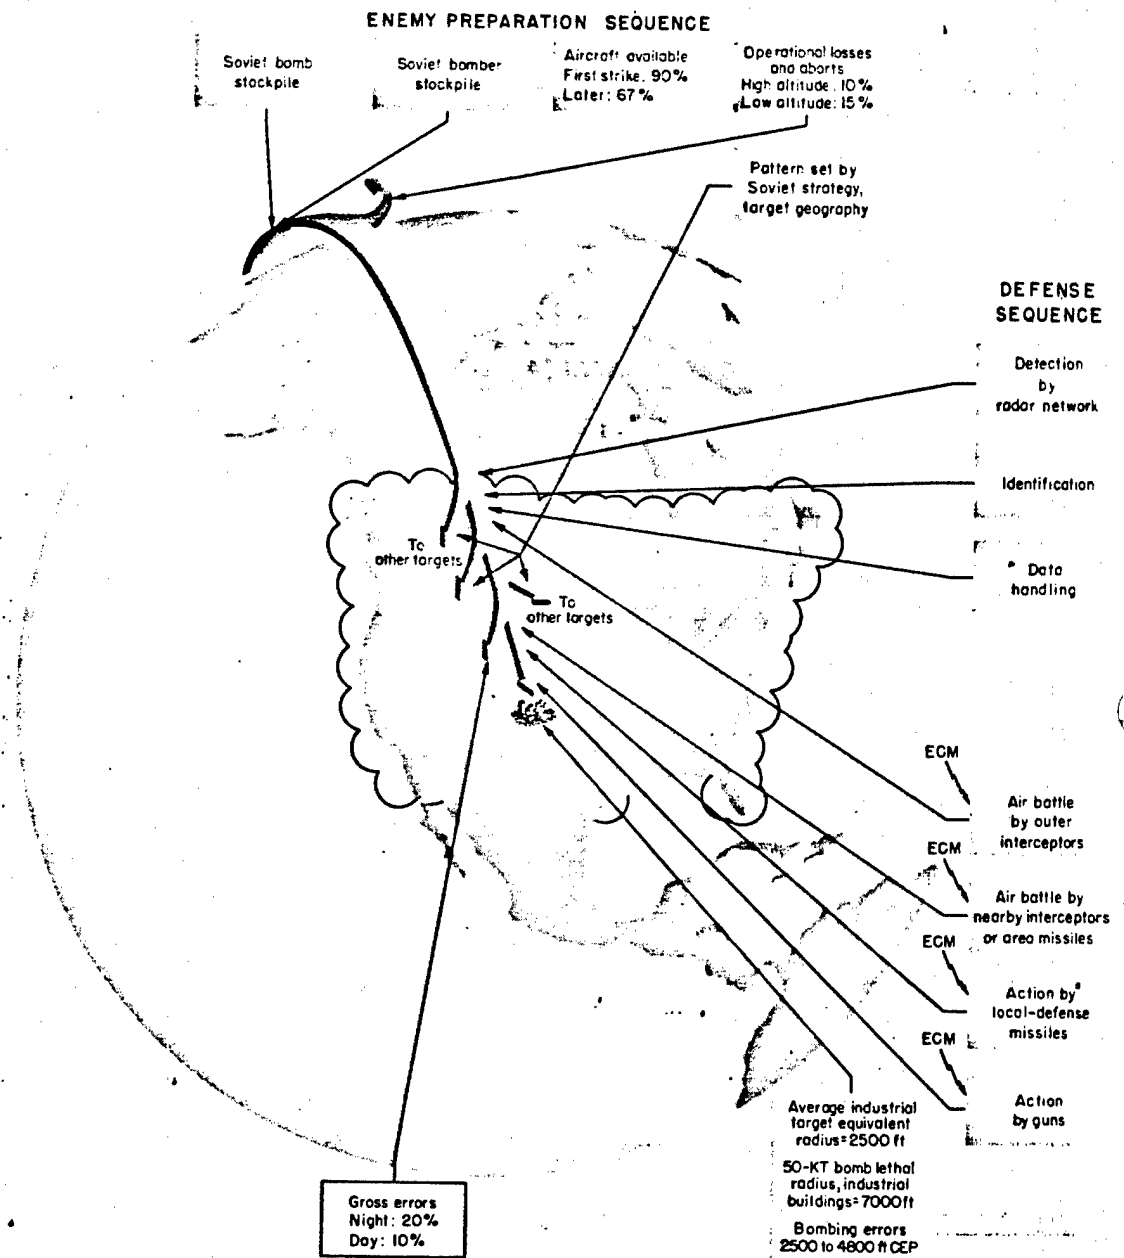 ENEMY PREPARATION SEQUENCE
Soviet bomb
stockpile
Soviet bomber
stockpile
Aircraft available
First strike: 90%
Later: 67%
Operational losses
and aborts
High altitude: 10%
Low altitude: 15%
Pattern set by
Soviet strategy,
target geography
DEFENSE
SEQUENCE
Detection
by
radar network
Identification
Data
handling
To
other targets
To
other targets
ECM
Air battle
by outer
interceptors
ECM
Air battle by
nearby interceptors
or area missiles
ECM
Action by
local-defense
missiles
ECM
Action
by guns
Average industrial
target equivalent
radius=2500 ft
50-KT bomb lethal
radius, industrial
buildings=7000ft
Bombing errors
2500 to 4800 ft CEP
Gross errors
Night: 20%
Day: 10%